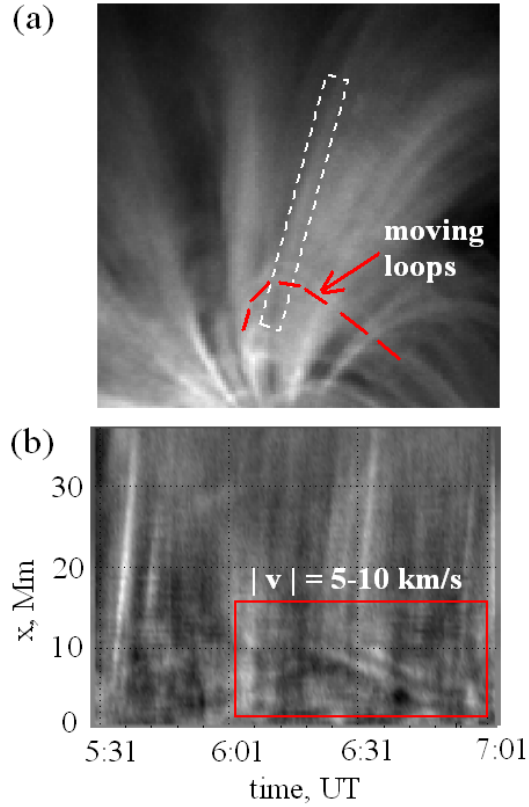 (a)
moving
loops
(b)
30
20
10
0
x, Mm
| v | = 5-10 km/s
5:31 6:01 6:31 7:01
time, UT